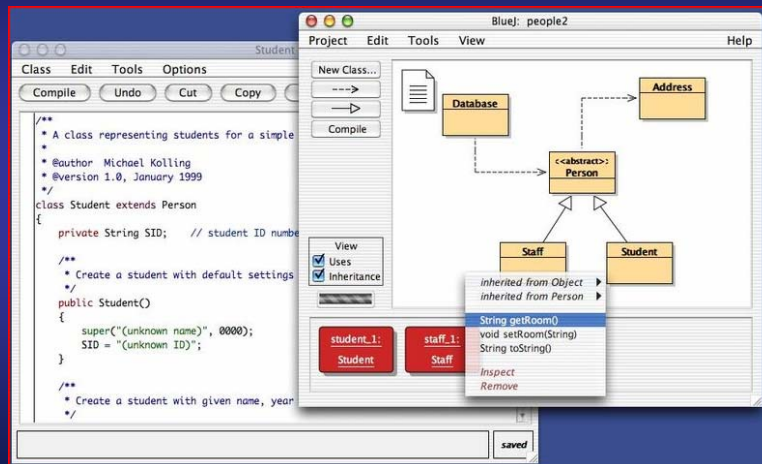 Student
Class Edit Tools Options
Compile Undo Cut Copy
/**
* A class representing students for a simple
*
* @author Michael Kolling
* @version 1.0, January 1999
*/
class Student extends Person
{
private String SID; // student ID numbe
/**
* Create a student with default settings
*/
public Student()
{
super("(unknown name)", 0000);
SID = "(unknown ID)";
}
/**
* Create a student with given name, year
*/
saved
BlueJ: people2
Project Edit Tools View Help
New Class...
--->
Compile
Database
Address
<<abstract>>
Person
Staff
Student
View
Uses
Inheritance
inherited from Object
inherited from Person
String getRoom()
void setRoom(String)
String toString()
Inspect
Remove
student_1:
Student
staff_1:
Staff